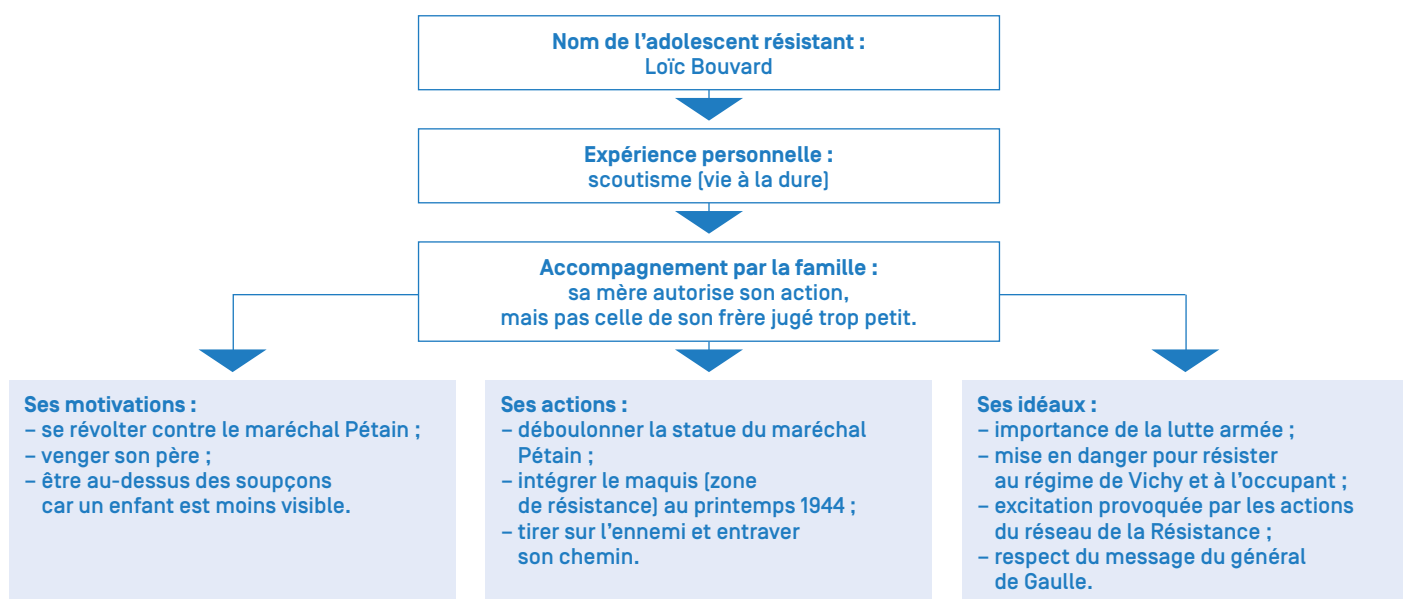 Nom de l'adolescent résistant :
Loïc Bouvard
Expérience personnelle :
scoutisme (vie à la dure)
Accompagnement par la famille :
sa mère autorise son action,
mais pas celle de son frère jugé trop petit.
Ses motivations :
– se révolter contre le maréchal Pétain ;
– venger son père ;
– être au-dessus des soupçons
car un enfant est moins visible.
Ses actions :
– déboulonner la statue du maréchal
Pétain ;
– intégrer le maquis (zone
de résistance) au printemps 1944 ;
– tirer sur l'ennemi et entraver
son chemin.
Ses idéaux :
– importance de la lutte armée ;
– mise en danger pour résister
au régime de Vichy et à l'occupant ;
– excitation provoquée par les actions
du réseau de la Résistance ;
– respect du message du général
de Gaulle.